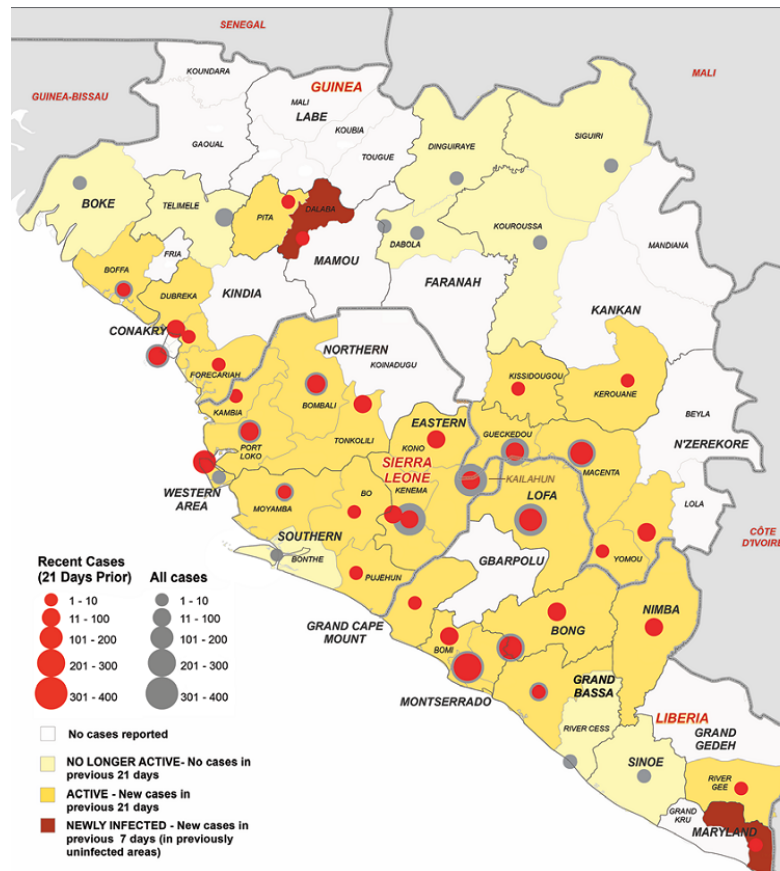 SENEGAL
KOUNDARA
MALI
GUINEA
GUINEA-BISSAU
MALI
LABE
KOUBIA
GAOUAL
TOUGUE
DINGUIRAYE
SIGUIRI
BOKE
TELIMELE
PITA
DALABA
KOUROUSSA
DABOLA
MANDIANA
FRIA
MAMOU
BOFFA
FARANAH
KINDIA
DUBREKA
KANKAN
CONAKRY
NORTHERN
KOINADUGU
FORECARIAH
KISSIDOUGOU
KEROUANE
KAMBIA
BOMBALI
BEYLA
EASTERN
GUECKEDOU
PORT
LOKO
TONKOLILI
KONO
N'ZEREKORE
SIERRA
LEONE
MACENTA
KAILAHUN
WESTERN
AREA
KENEMA
BO
LOFA
MOYAMBA
LOLA
CÔTE
D'IVOIRE
SOUTHERN
BONTHE
GBARPOLU
YOMOU
PUJEHUN
NIMBA
GRAND CAPE
MOUNT
BONG
BOMI
GRAND
BASSA
MONTSERRADO
RIVER CESS
LIBERIA
GRAND
GEDEH
SINOE
RIVER
GEE
GRAND
KRU
MARYLAND
Recent Cases
(21 Days Prior)
All cases
1 - 10
1 - 10
11 - 100
11 - 100
101 - 200
101 - 200
201 - 300
201 - 300
301 - 400
301 - 400
No cases reported
NO LONGER ACTIVE- No cases in
previous 21 days
ACTIVE - New cases in
previous 21 days
NEWLY INFECTED - New cases in
previous 7 days (in previously
uninfected areas)